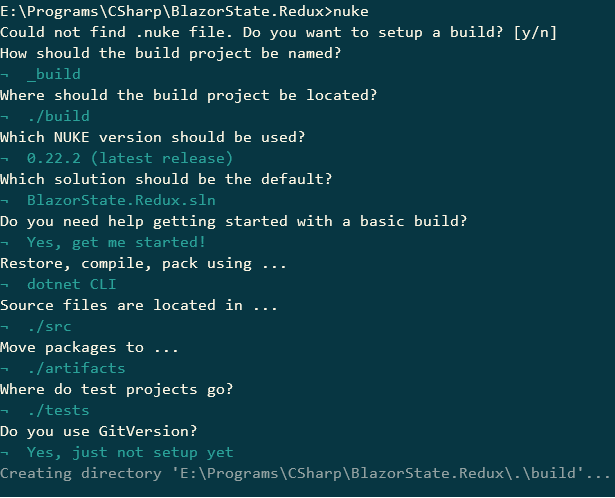 E:\Programs\CSharp\BlazorState.Redux>nuke
Could not find .nuke file. Do you want to setup a build? [y/n]
How should the build project be named?
¬  _build
Where should the build project be located?
¬  ./build
Which NUKE version should be used?
¬  0.22.2 (latest release)
Which solution should be the default?
¬  BlazorState.Redux.sln
Do you need help getting started with a basic build?
¬  Yes, get me started!
Restore, compile, pack using ...
¬  dotnet CLI
Source files are located in ...
¬  ./src
Move packages to ...
¬  ./artifacts
Where do test projects go?
¬  ./tests
Do you use GitVersion?
¬  Yes, just not setup yet
Creating directory 'E:\Programs\CSharp\BlazorState.Redux\.\build'...